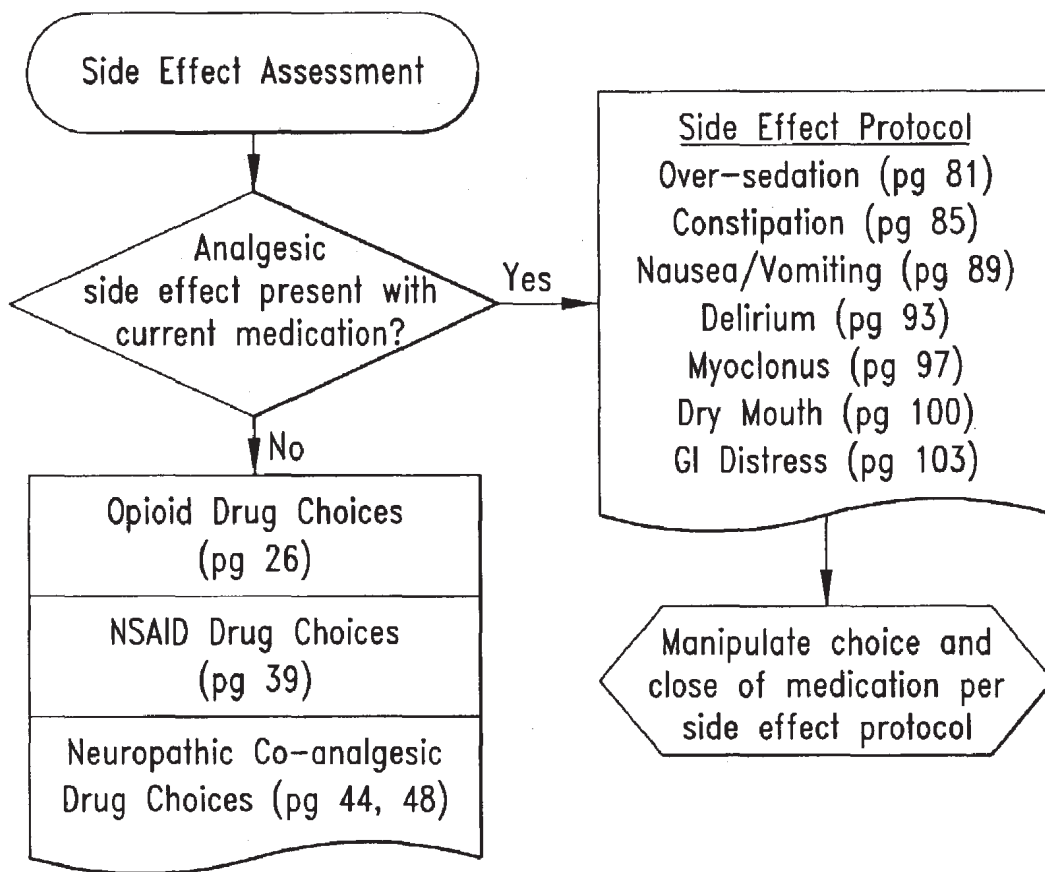 Side Effect Assessment
Analgesic
side effect present with
current medication?
Yes
No
Side Effect Protocol
Over-sedation (pg 81)
Constipation (pg 85)
Nausea/Vomiting (pg 89)
Delirium (pg 93)
Myoclonus (pg 97)
Dry Mouth (pg 100)
GI Distress (pg 103)
Manipulate choice and
close of medication per
side effect protocol
Opioid Drug Choices
(pg 26)
NSAID Drug Choices
(pg 39)
Neuropathic Co-analgesic
Drug Choices (pg 44, 48)